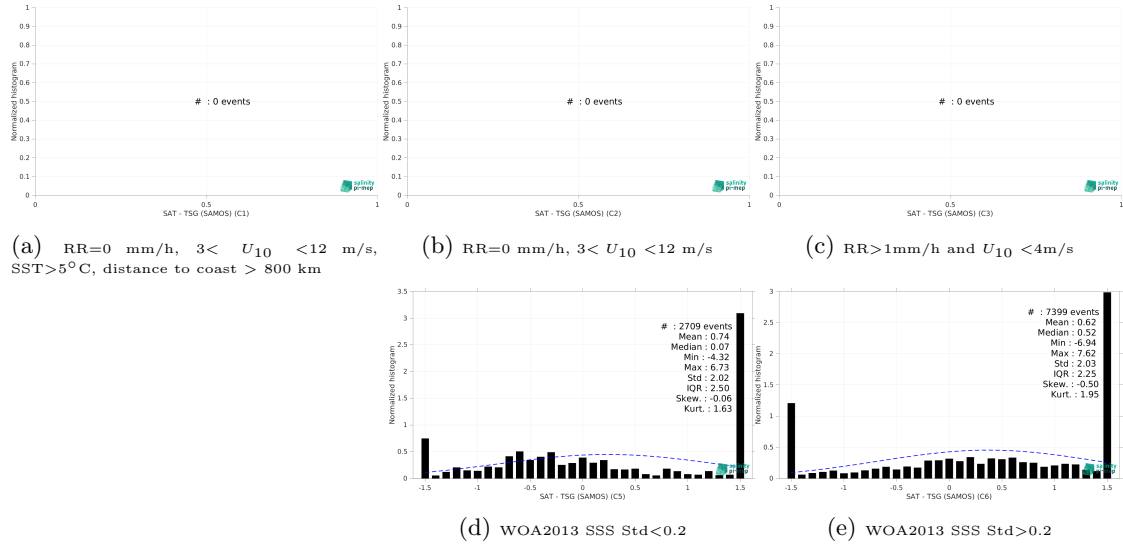 1
0.9
0.8
0.7
0.6
0.5
0.4
0.3
0.2
0.1
0
Normalized histogram
# : 0 events
salinity
pi-mep
0 0.5 1
SAT - TSG (SAMOS) (C1)
(a) RR=0 mm/h, 3< U10 <12 m/s,
SST>5°C, distance to coast > 800 km
1
0.9
0.8
0.7
0.6
0.5
0.4
0.3
0.2
0.1
0
Normalized histogram
# : 0 events
salinity
pi-mep
0 0.5 1
SAT - TSG (SAMOS) (C2)
(b) RR=0 mm/h, 3< U10 <12 m/s
1
0.9
0.8
0.7
0.6
0.5
0.4
0.3
0.2
0.1
0
Normalized histogram
# : 0 events
salinity
pi-mep
0 0.5 1
SAT - TSG (SAMOS) (C3)
(c) RR>1mm/h and U10 <4m/s
3.5
3
2.5
2
1.5
1
0.5
0
Normalized histogram
# : 2709 events
Mean : 0.74
Median : 0.07
Min : -4.32
Max : 6.73
Std : 2.02
IQR : 2.50
Skew. : -0.06
Kurt. : 1.63
salinity
pi-mep
-1.5 -1 -0.5 0 0.5 1 1.5
SAT - TSG (SAMOS) (C5)
(d) WOA2013 SSS Std<0.2
3
2.5
2
1.5
1
0.5
0
Normalized histogram
# : 7399 events
Mean : 0.62
Median : 0.52
Min : -6.94
Max : 7.62
Std : 2.03
IQR : 2.25
Skew. : -0.50
Kurt. : 1.95
salinity
pi-mep
-1.5 -1 -0.5 0 0.5 1 1.5
SAT - TSG (SAMOS) (C6)
(e) WOA2013 SSS Std>0.2